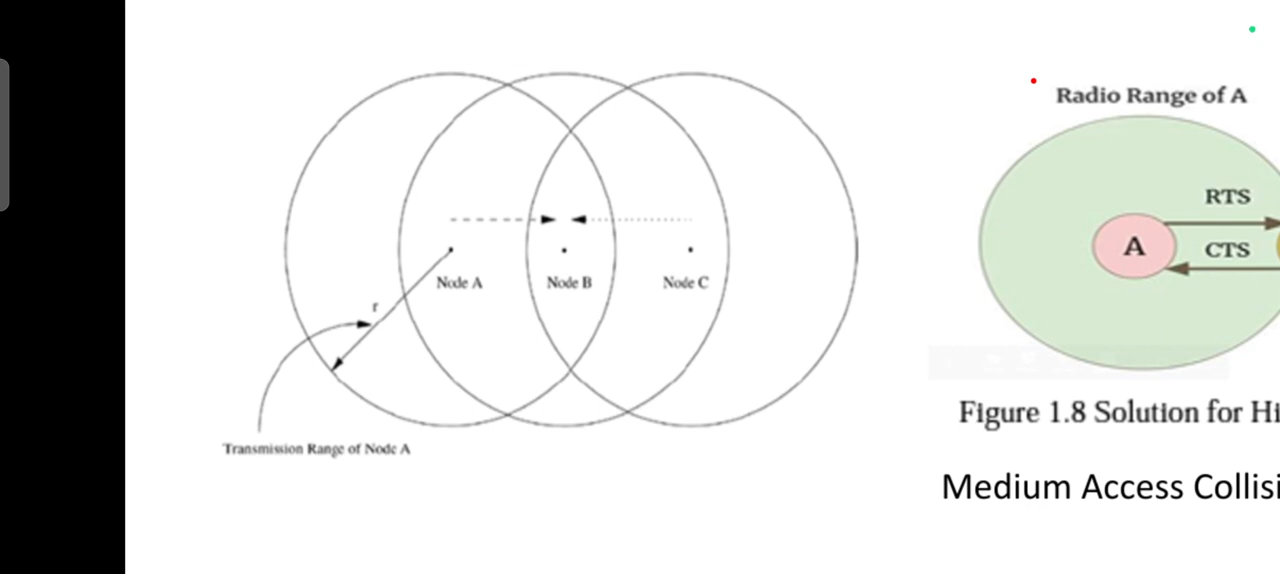 Node A
Node B
Node C
r
Transmission Range of Node A
Radio Range of A
RTS
A
CTS
Figure 1.8 Solution for Hi
Medium Access Collisi